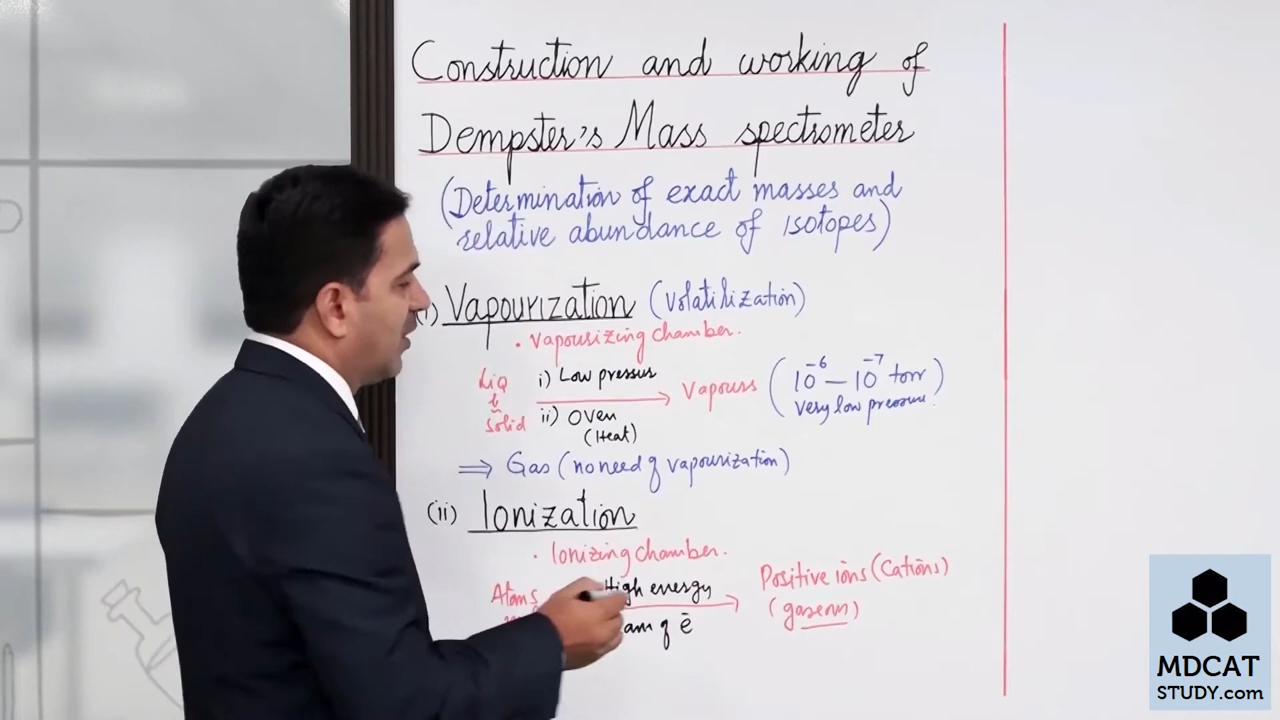 Construction and working of
Dempster's Mass spectrometer
(Determination of exact masses and
relative abundance of isotopes)
(i) Vapourization (volatilization)
• vapourizing chamber.
Liq & solid
i) Low pressure
ii) Oven
(Heat)
Vapours (10⁻⁶ – 10⁻⁷ torr)
very low pressure.
⇒ Gas (no need of vapourization)
(ii) Ionization
• Ionizing chamber.
Atoms
High energy
of ē
Positive ions (Cations)
(gaseous)
MDCAT
STUDY.com